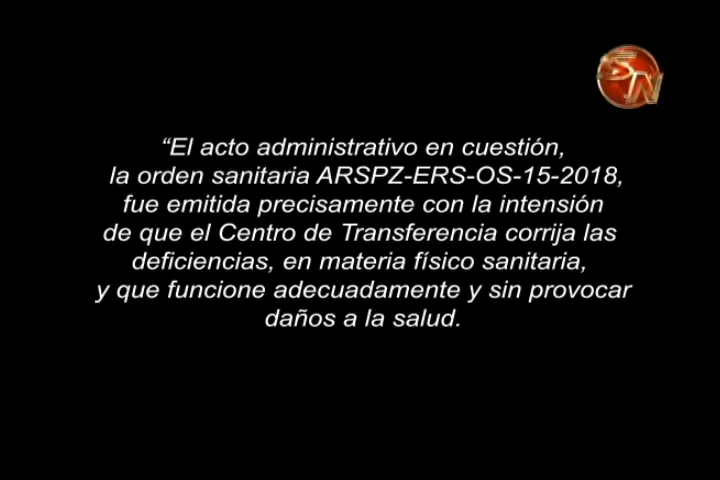 SN
“El acto administrativo en cuestión,
la orden sanitaria ARSPZ-ERS-OS-15-2018,
fue emitida precisamente con la intensión
de que el Centro de Transferencia corrija las
deficiencias, en materia físico sanitaria,
y que funcione adecuadamente y sin provocar
daños a la salud.